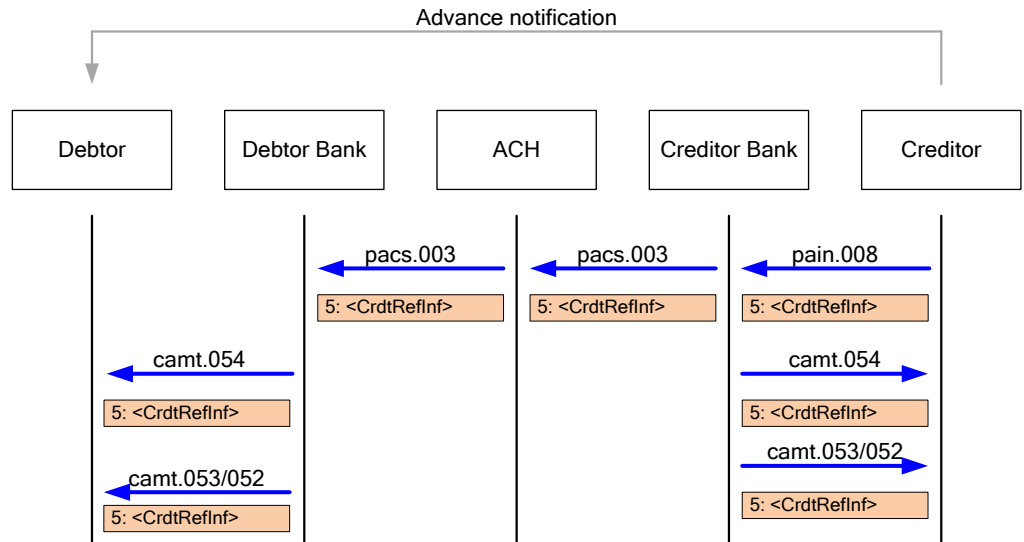 Advance notification
Debtor
Debtor Bank
ACH
Creditor Bank
Creditor
pacs.003
pacs.003
pain.008
5: <CrdtRefInf>
5: <CrdtRefInf>
5: <CrdtRefInf>
camt.054
camt.054
5: <CrdtRefInf>
5: <CrdtRefInf>
camt.053/052
camt.053/052
5: <CrdtRefInf>
5: <CrdtRefInf>